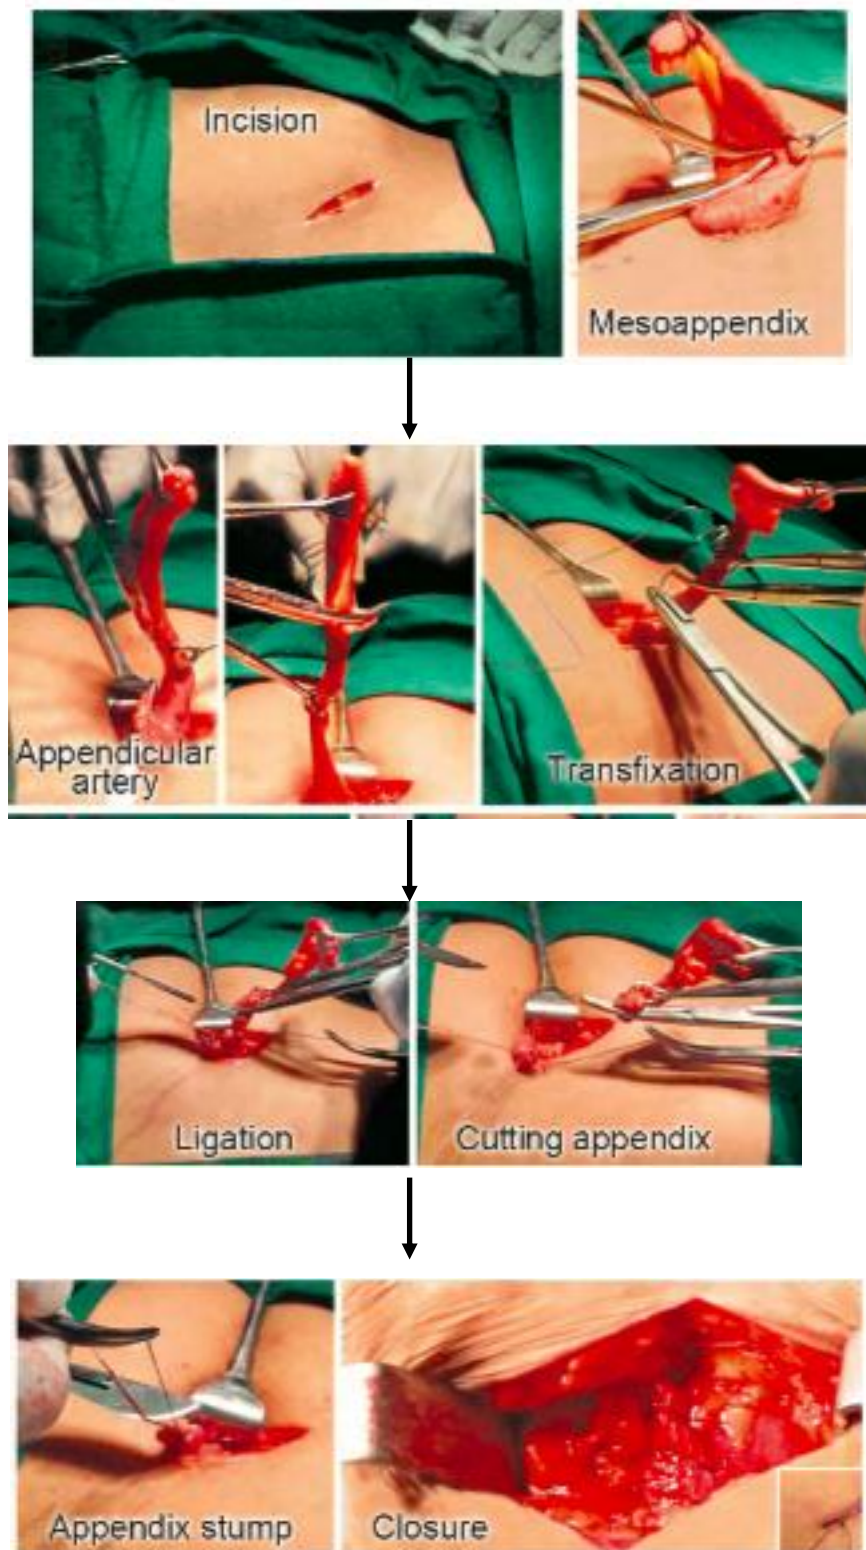 Incision
Mesoappendix
Appendicular
artery
Transfixation
Ligation
Cutting appendix
Appendix stump
Closure